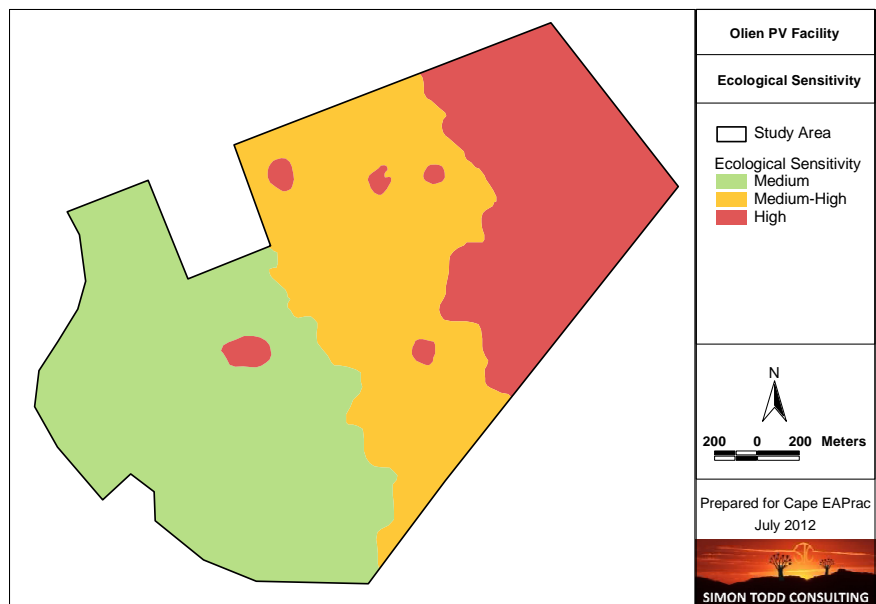 Olien PV Facility
Ecological Sensitivity
Study Area
Ecological Sensitivity
Medium
Medium-High
High
N
200 0 200 Meters
Prepared for Cape EAPrac
July 2012
SIMON TODD CONSULTING